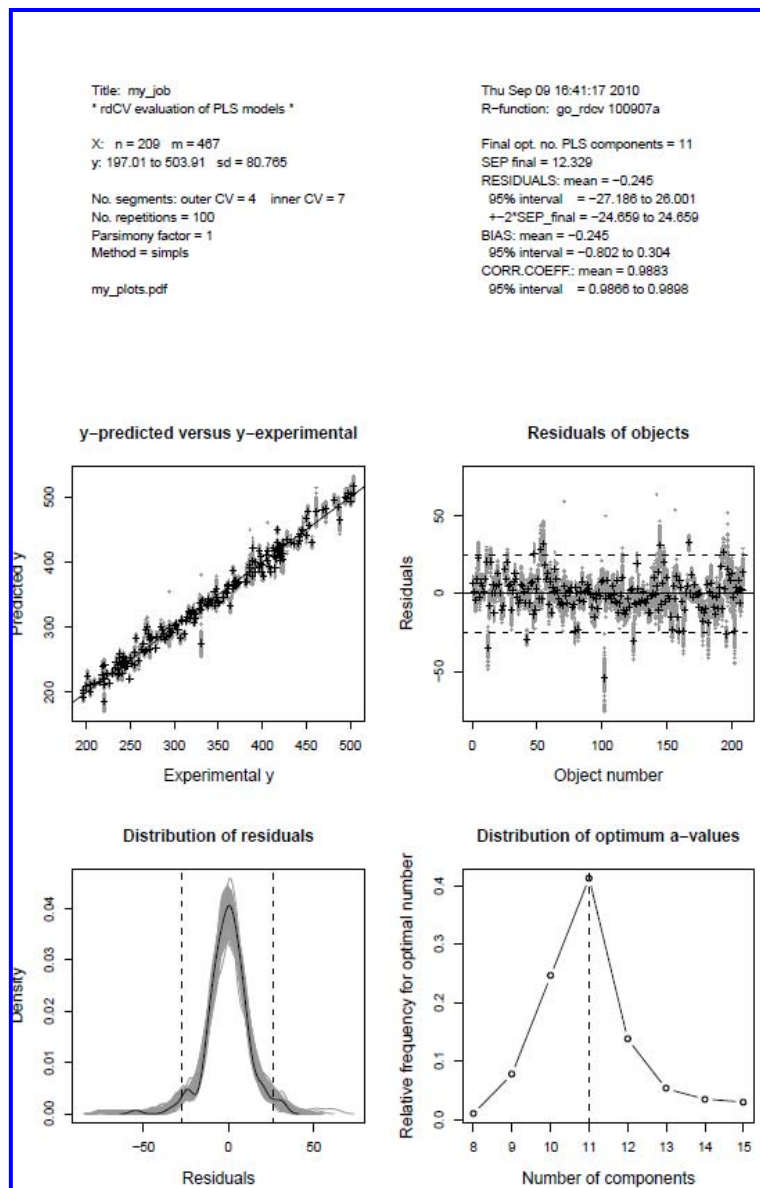 Title: my_job
* rdCV evaluation of PLS models *
X: n = 209 m = 467
y: 197.01 to 503.91 sd = 80.765
No. segments: outer CV = 4 inner CV = 7
No. repetitions = 100
Parsimony factor = 1
Method = simpls
my_plots.pdf
Thu Sep 09 16:41:17 2010
R-function: go_rdcv 100907a
Final opt. no. PLS components = 11
SEP final = 12.329
RESIDUALS: mean = −0.245
95% interval = −27.186 to 26.001
+−2*SEP_final = −24.659 to 24.659
BIAS: mean = −0.245
95% interval = −0.802 to 0.304
CORR.COEFF.: mean = 0.9883
95% interval = 0.9866 to 0.9898
y−predicted versus y−experimental
Predicted y
500
400
300
200
200 250 300 350 400 450 500
Experimental y
Residuals of objects
Residuals
50
0
−50
0 50 100 150 200
Object number
Distribution of residuals
Density
0.04
0.03
0.02
0.01
0.00
−50 0 50
Residuals
Distribution of optimum a−values
Relative frequency for optimal number
0.4
0.3
0.2
0.1
0.0
8 9 10 11 12 13 14 15
Number of components